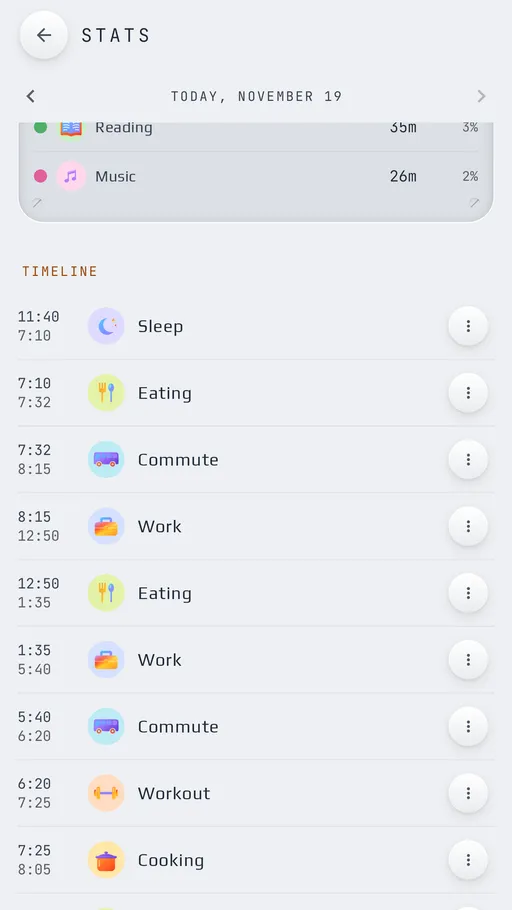 STATS
TODAY, NOVEMBER 19
Reading 35m 3%
Music 26m 2%
TIMELINE
11:40
7:10
Sleep
7:10
7:32
Eating
7:32
8:15
Commute
8:15
12:50
Work
12:50
1:35
Eating
1:35
5:40
Work
5:40
6:20
Commute
6:20
7:25
Workout
7:25
8:05
Cooking